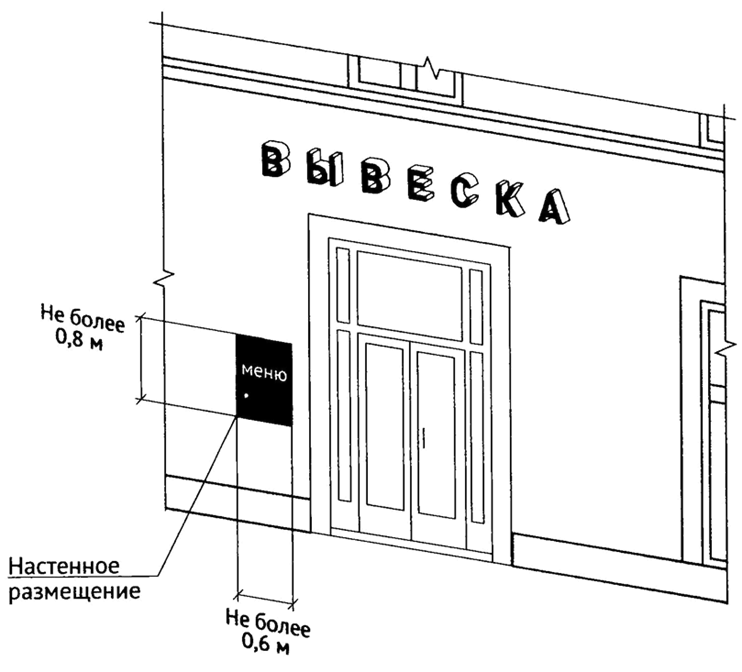 ВЫВЕСКА
Не более
0,8 м
меню
Настенное
размещение
Не более
0,6 м